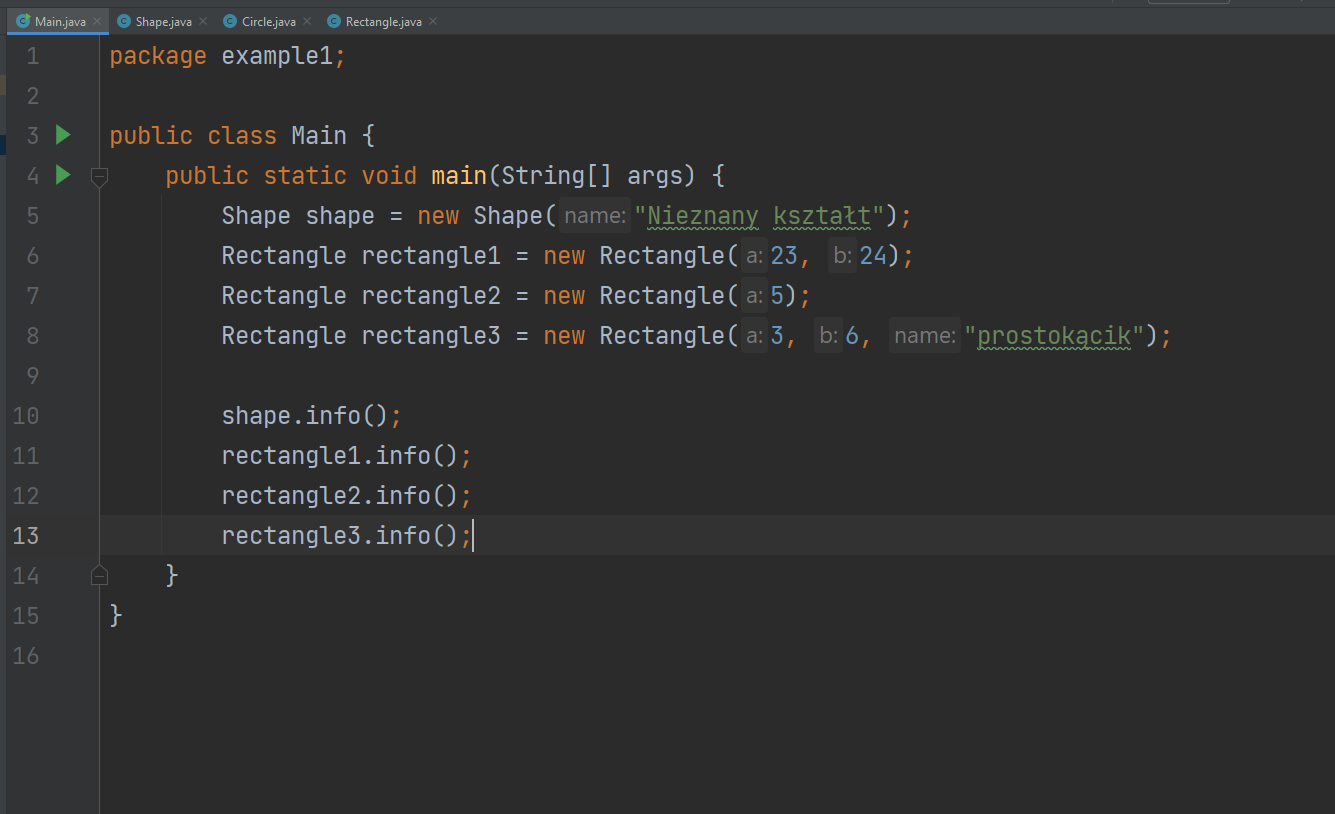 Main.java Shape.java Circle.java Rectangle.java
1 package example1;
2
3 public class Main {
4 public static void main(String[] args) {
5 Shape shape = new Shape( name: "Nieznany kształt");
6 Rectangle rectangle1 = new Rectangle( a: 23, b: 24);
7 Rectangle rectangle2 = new Rectangle( a: 5);
8 Rectangle rectangle3 = new Rectangle( a: 3, b: 6, name: "prostokącik");
9
10 shape.info();
11 rectangle1.info();
12 rectangle2.info();
13 rectangle3.info();
14 }
15 }
16